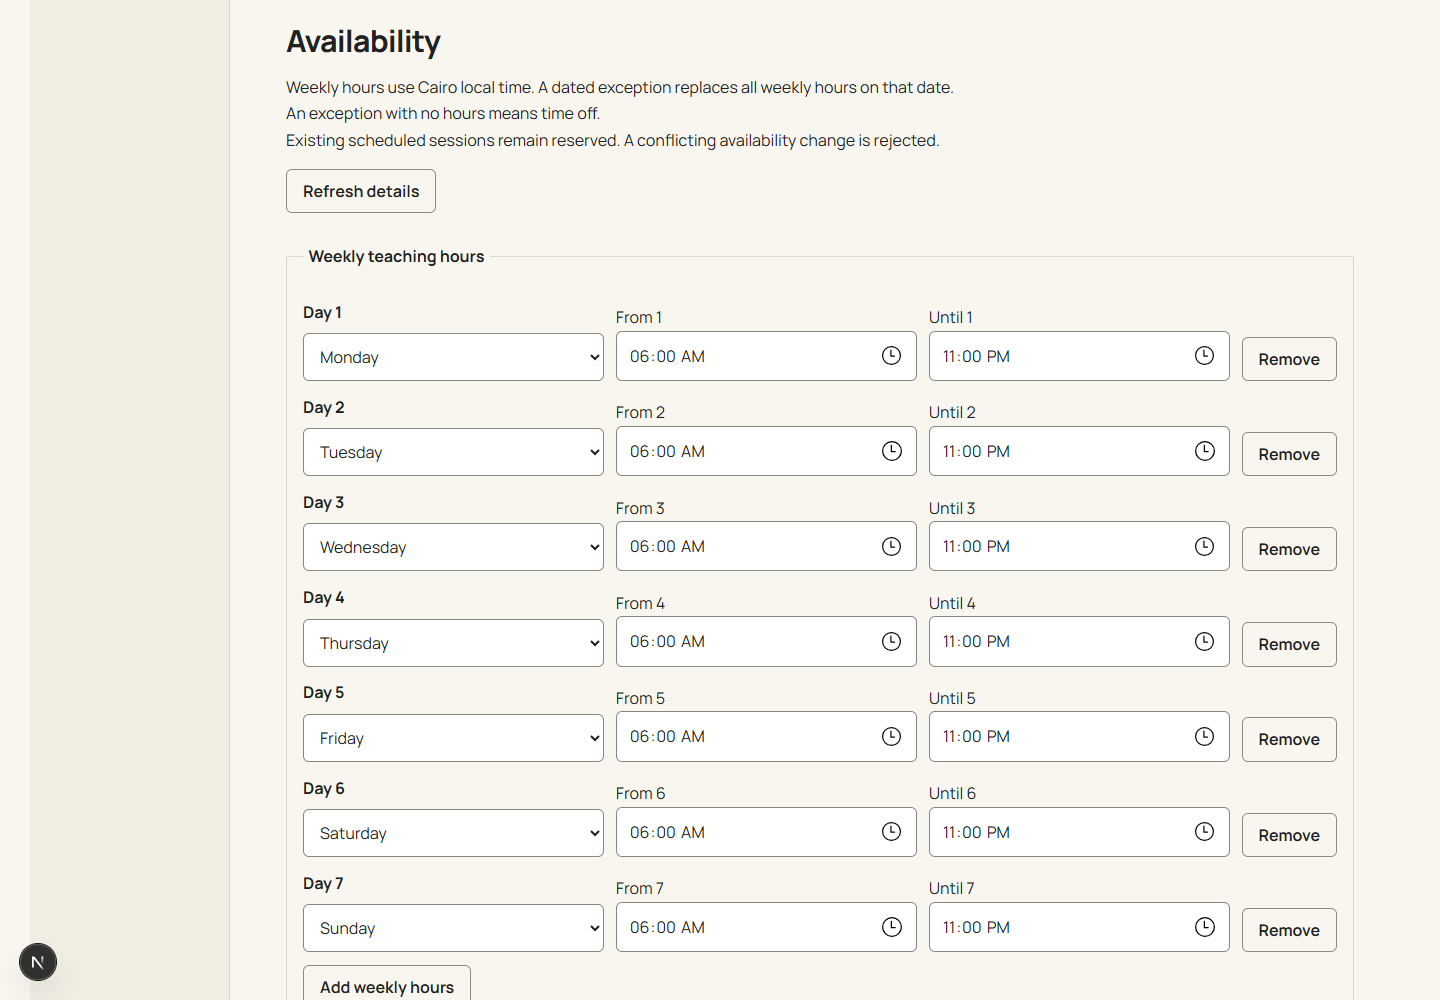 Availability
Weekly hours use Cairo local time. A dated exception replaces all weekly hours on that date.
An exception with no hours means time off.
Existing scheduled sessions remain reserved. A conflicting availability change is rejected.
Refresh details
Weekly teaching hours
Day 1 From 1 Until 1
Monday 06:00 AM 11:00 PM Remove
Day 2 From 2 Until 2
Tuesday 06:00 AM 11:00 PM Remove
Day 3 From 3 Until 3
Wednesday 06:00 AM 11:00 PM Remove
Day 4 From 4 Until 4
Thursday 06:00 AM 11:00 PM Remove
Day 5 From 5 Until 5
Friday 06:00 AM 11:00 PM Remove
Day 6 From 6 Until 6
Saturday 06:00 AM 11:00 PM Remove
Day 7 From 7 Until 7
Sunday 06:00 AM 11:00 PM Remove
N
Add weekly hours